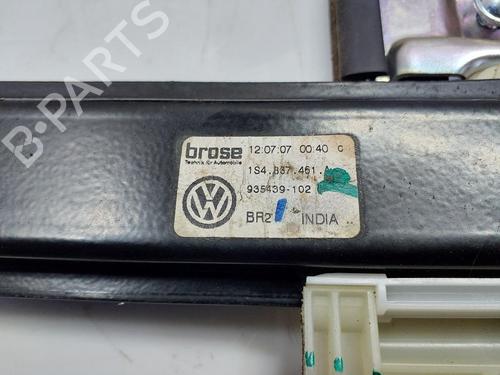 B-PARTS
brose
Technik für Automobile
12:07:07 00:40 C
1S4.837.461.A
935439-102
BR2
INDIA